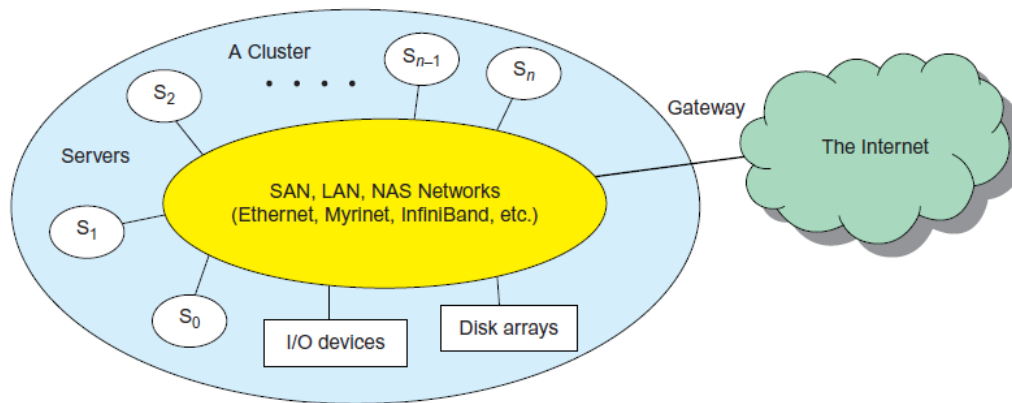 A Cluster
S2
. . . .
Sn–1
Sn
Gateway
Servers
The Internet
SAN, LAN, NAS Networks
(Ethernet, Myrinet, InfiniBand, etc.)
S1
S0
I/O devices
Disk arrays